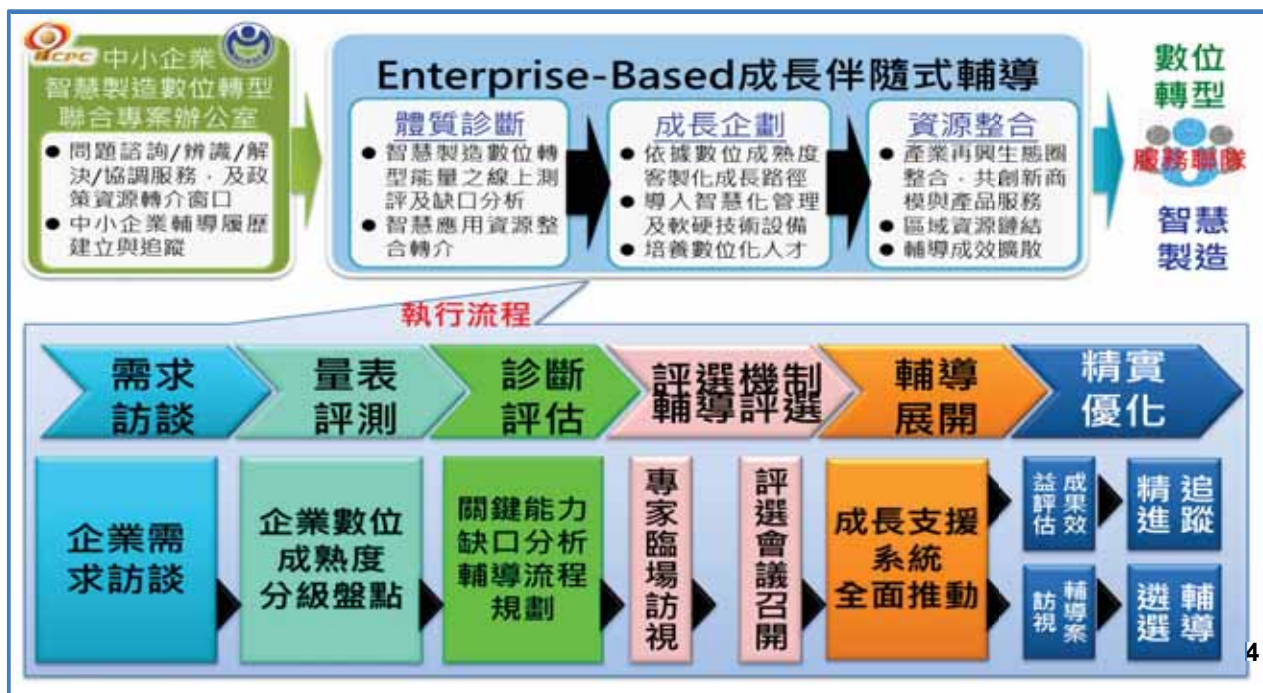 CPC 中小企業
智慧製造數位轉型
聯合專案辦公室
● 問題諮詢/辨識/解
決/協調服務，及政
策資源轉介窗口
● 中小企業輔導履歷
建立與追蹤
Enterprise-Based成長伴隨式輔導
體質診斷
● 智慧製造數位轉
型能量之線上測
評及缺口分析
● 智慧應用資源整
合轉介
成長企劃
● 依據數位成熟度
客製化成長路徑
● 導入智慧化管理
及軟硬技術設備
● 培養數位化人才
資源整合
● 產業再興生態圈
整合，共創新商
模與產品服務
● 區域資源鏈結
● 輔導成效擴散
數位
轉型
服務聯隊
智慧
製造
執行流程
需求
訪談
量表
評測
診斷
評估
評選機制
輔導評選
輔導
展開
精實
優化
企業需
求訪談
企業數位
成熟度
分級盤點
關鍵能力
缺口分析
輔導流程
規劃
專家臨場訪視
評選會議召開
成長支援
系統
全面推動
成果效
益評估
追蹤
精進
輔導案
訪視
輔導
遴選
4